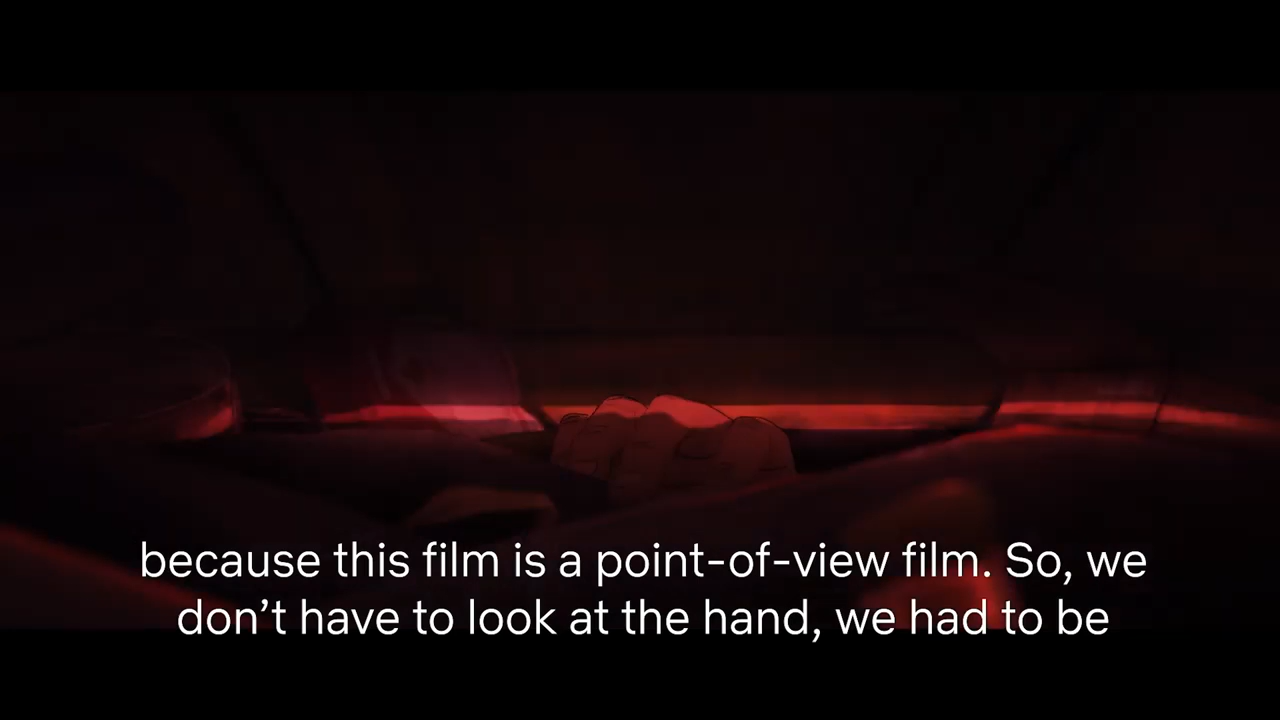 because this film is a point-of-view film. So, we
don’t have to look at the hand, we had to be